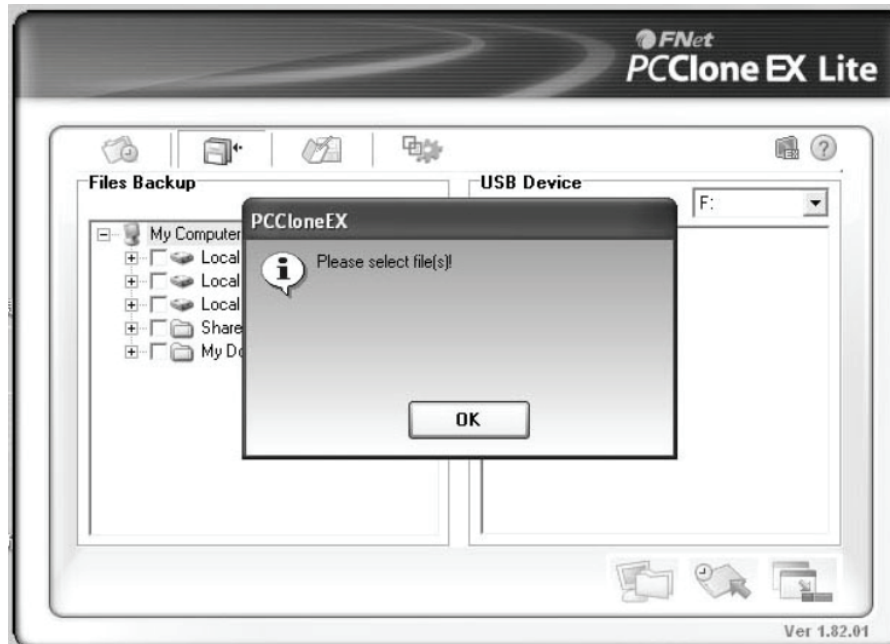 FNet
PCClone EX Lite
EX
Files Backup
USB Device
F:
My Computer
Local
Local
Local
Share
My Do
PCCloneEX
Please select file(s)!
OK
Ver 1.82.01